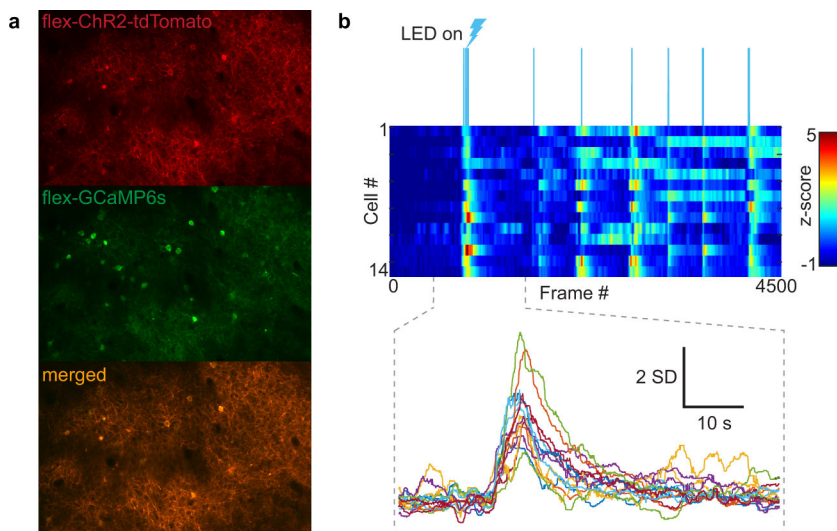 a
flex-ChR2-tdTomato
flex-GCaMP6s
merged
b
LED on
1
Cell #
14
0
Frame #
4500
5
z-score
-1
2 SD
10 s